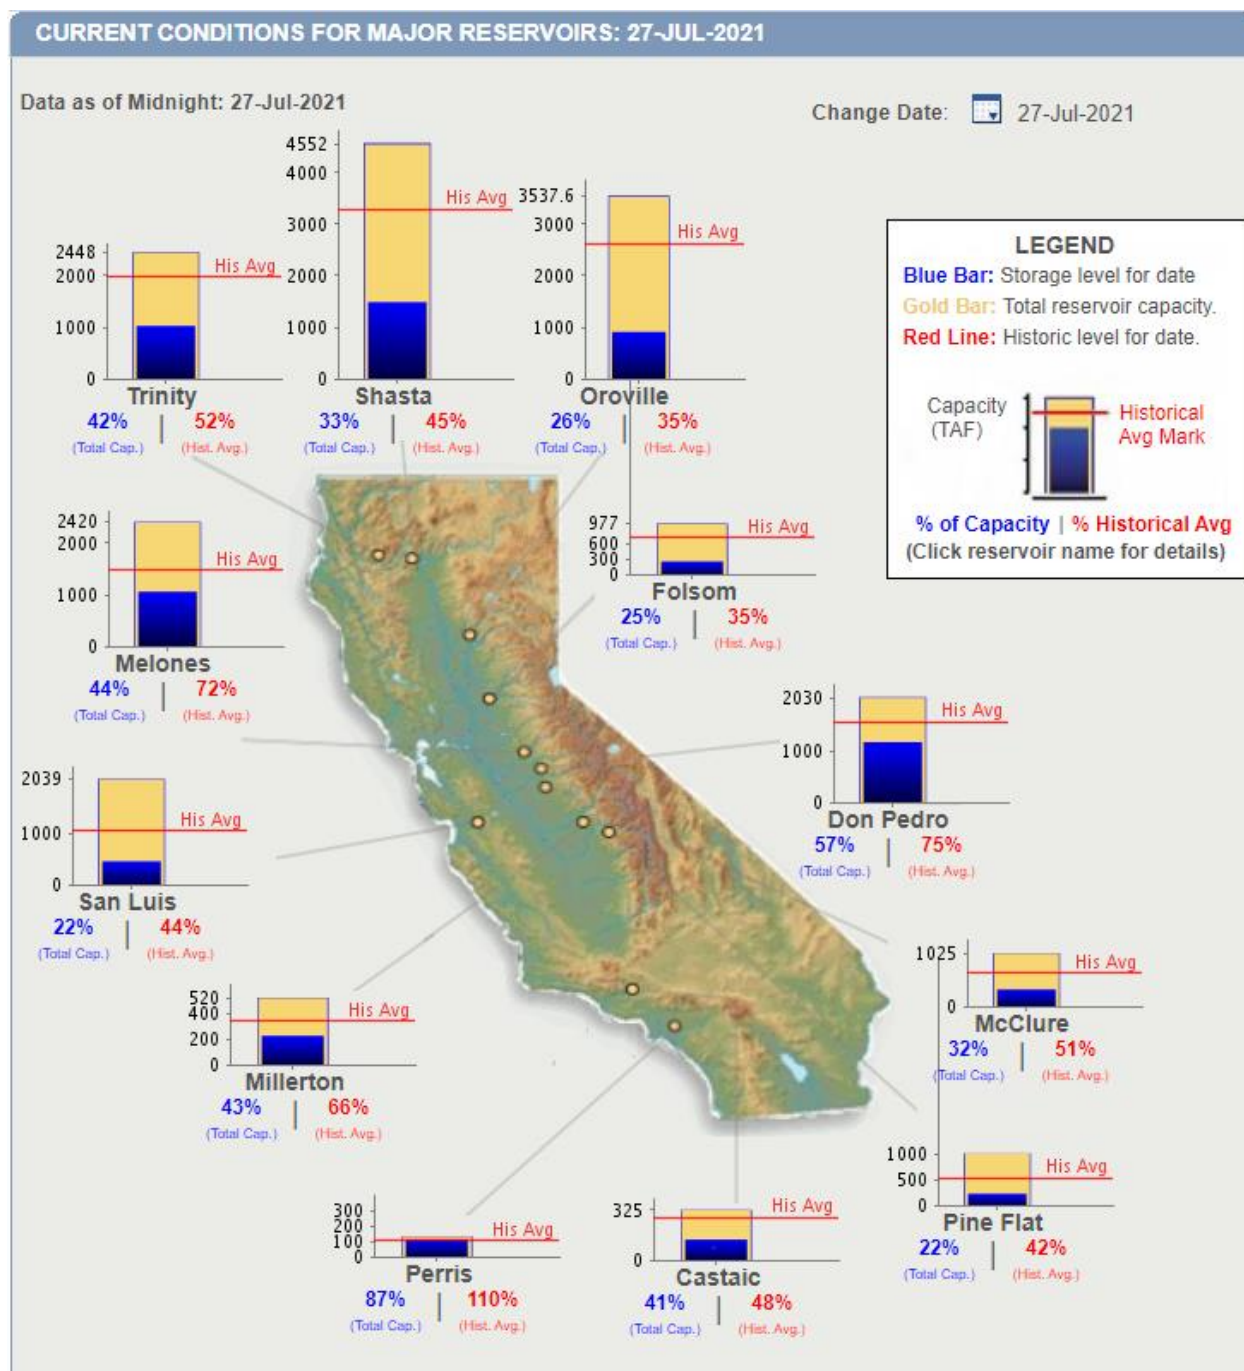 CURRENT CONDITIONS FOR MAJOR RESERVOIRS: 27-JUL-2021
Data as of Midnight: 27-Jul-2021
Change Date: 27-Jul-2021
4552
4000
3000
2000
1000
0
His Avg
Shasta
33% | 45%
(Total Cap.) (Hist. Avg.)
3537.6
3000
2000
1000
0
His Avg
Oroville
26% | 35%
(Total Cap.) (Hist. Avg.)
2448
2000
1000
0
His Avg
Trinity
42% | 52%
(Total Cap.) (Hist. Avg.)
LEGEND
Blue Bar: Storage level for date
Gold Bar: Total reservoir capacity.
Red Line: Historic level for date.
Capacity
(TAF)
Historical
Avg Mark
% of Capacity | % Historical Avg
(Click reservoir name for details)
2420
2000
1000
0
His Avg
Melones
44% | 72%
(Total Cap.) (Hist. Avg.)
977
600
300
0
His Avg
Folsom
25% | 35%
(Total Cap.) (Hist. Avg.)
2030
1000
0
His Avg
Don Pedro
57% | 75%
(Total Cap.) (Hist. Avg.)
2039
1000
0
His Avg
San Luis
22% | 44%
(Total Cap.) (Hist. Avg.)
1025
0
His Avg
McClure
32% | 51%
(Total Cap.) (Hist. Avg.)
520
400
200
0
His Avg
Millerton
43% | 66%
(Total Cap.) (Hist. Avg.)
1000
500
0
His Avg
Pine Flat
22% | 42%
(Total Cap.) (Hist. Avg.)
300
200
100
0
His Avg
Perris
87% | 110%
(Total Cap.) (Hist. Avg.)
325
0
His Avg
Castaic
41% | 48%
(Total Cap.) (Hist. Avg.)